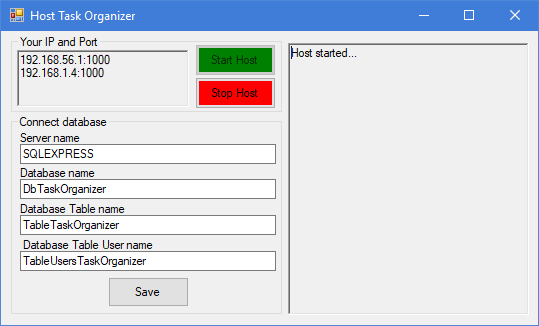 Host Task Organizer
Your IP and Port
192.168.56.1:1000
192.168.1.4:1000
Start Host
Stop Host
Connect database
Server name
SQLEXPRESS
Database name
DbTaskOrganizer
Database Table name
TableTaskOrganizer
Database Table User name
TableUsersTaskOrganizer
Save
Host started...